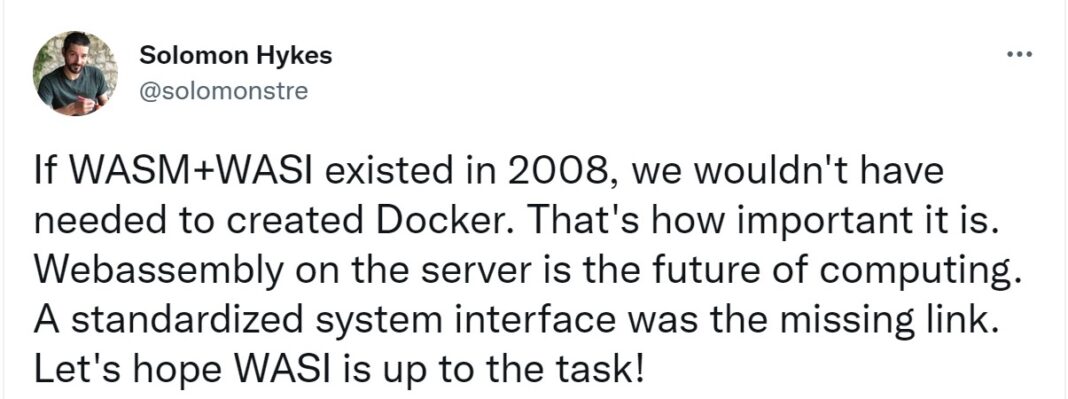 Solomon Hykes
@solomonstre
If WASM+WASI existed in 2008, we wouldn't have
needed to created Docker. That's how important it is.
Webassembly on the server is the future of computing.
A standardized system interface was the missing link.
Let's hope WASI is up to the task!